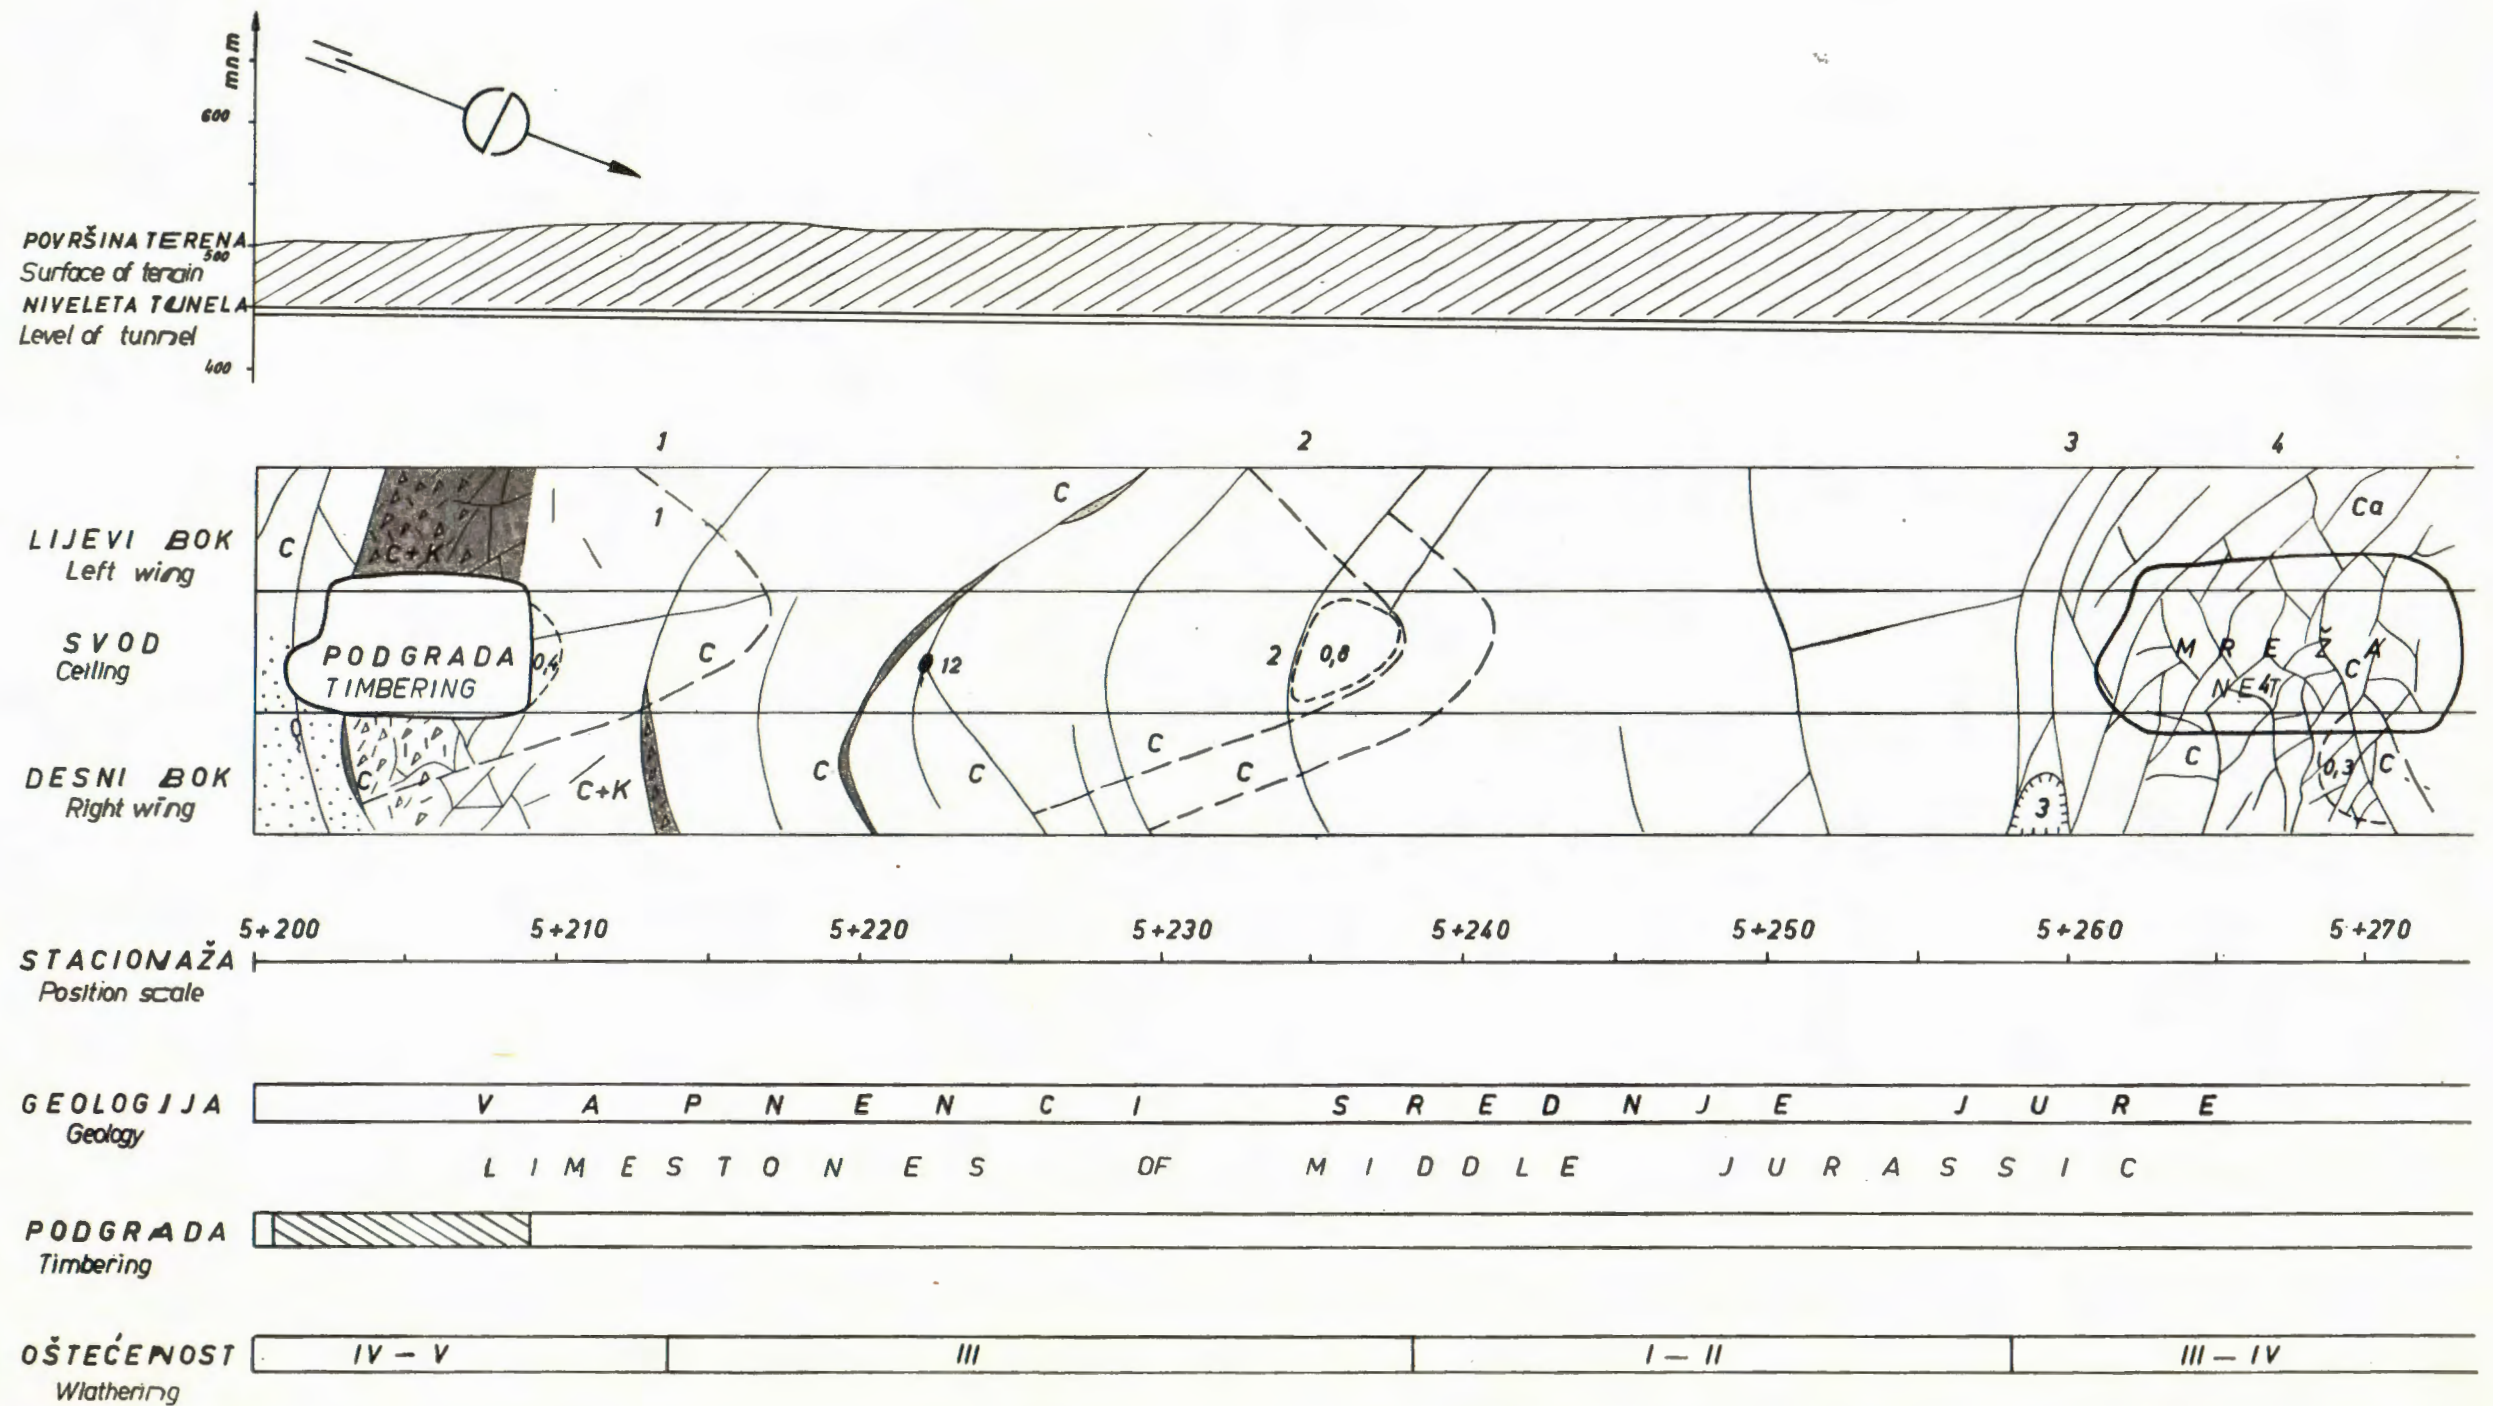 mnm
600
POVRŠINA TERENA
500
Surface of terrain
NIVELETA TUNELA
Level of tunnel
400
1 2 3 4
C Ca
1
LIJEVI BOK
Left wing
C
C+K
SVOD
Ceiling
PODGRADA
TIMBERING
0,4
C
12
2
0,8
MREŽA
C
NET
4
Q
DESNI BOK
Right wing
C
C+K
C
C
C
C
3
C
0,3
C
5+200 5+210 5+220 5+230 5+240 5+250 5+260 5+270
STACIONAŽA
Position scale
GEOLOGIJA
Geology
VAPNENCI SREDNJE JURE
LIMESTONES OF MIDDLE JURASSIC
PODGRADA
Timbering
OŠTEĆENOST
Wlathering
IV – V III I – II III – IV